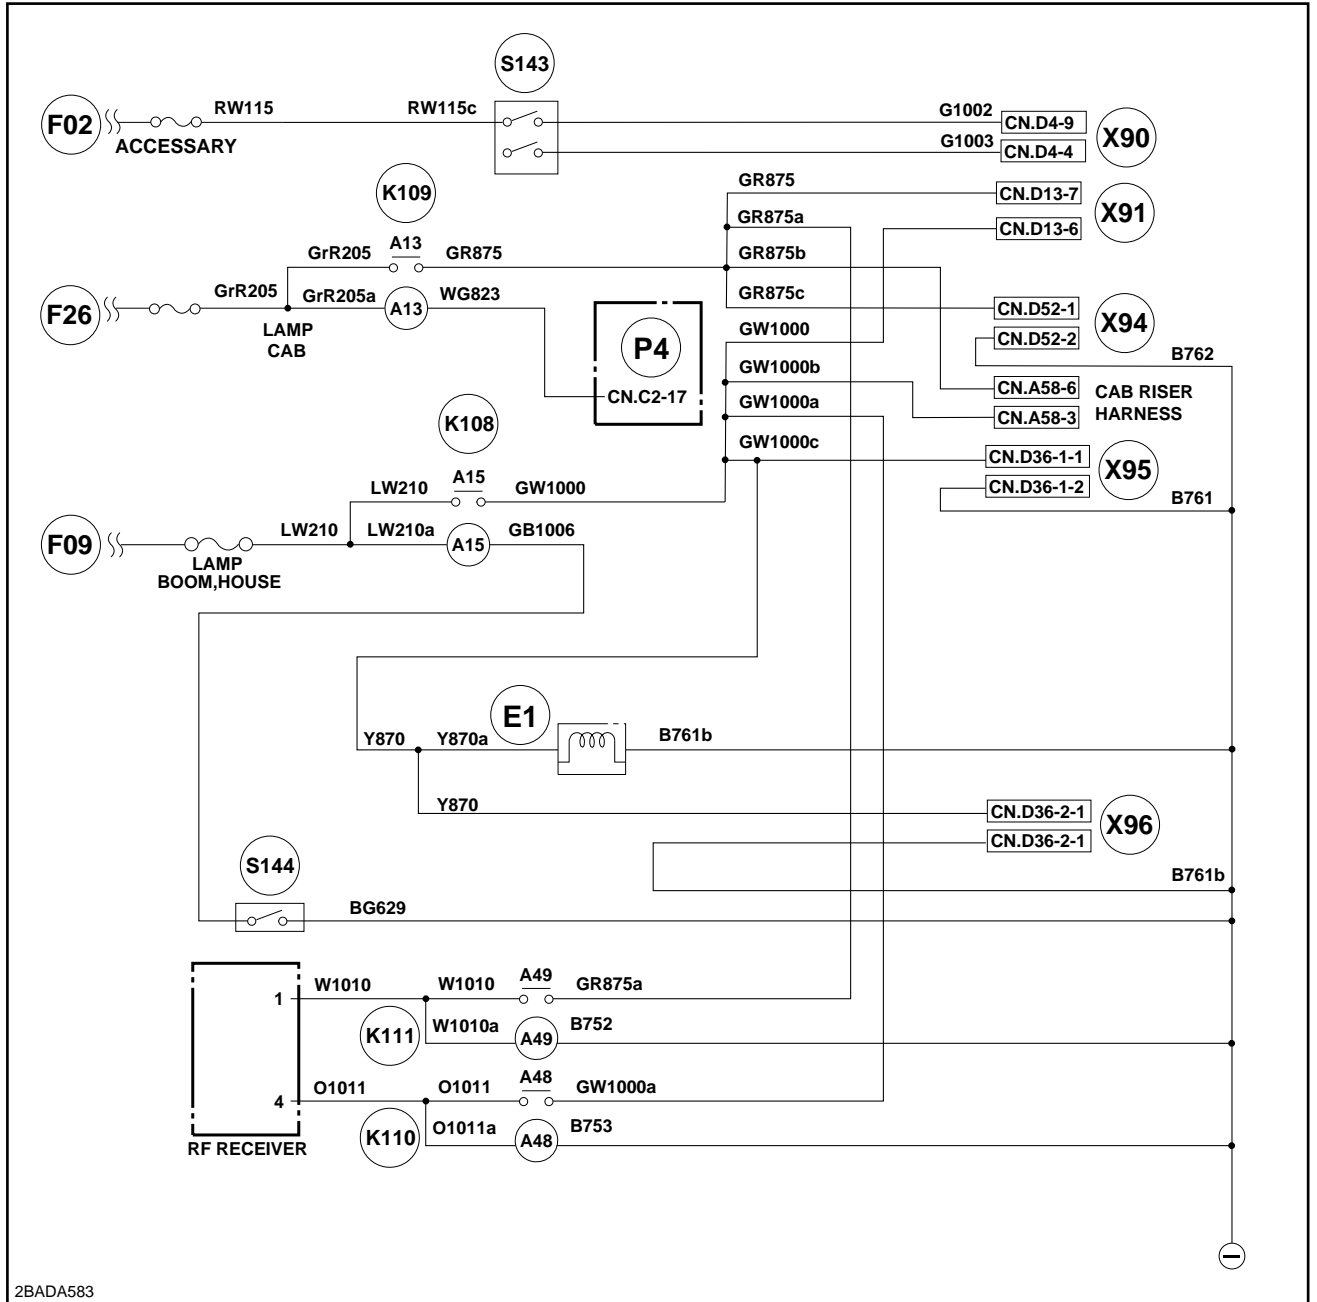 S143
F02
RW115
RW115c
ACCESSARY
G1002
CN.D4-9
G1003
CN.D4-4
X90
K109
GR875
CN.D13-7
X91
GR875a
CN.D13-6
A13
GrR205
GR875
GR875b
F26
GrR205
GrR205a
A13
WG823
LAMP
CAB
GR875c
CN.D52-1
X94
P4
GW1000
CN.D52-2
B762
CN.C2-17
GW1000b
CN.A58-6
CAB RISER
HARNESS
GW1000a
CN.A58-3
K108
GW1000c
CN.D36-1-1
X95
A15
LW210
GW1000
CN.D36-1-2
B761
F09
LW210
LW210a
A15
GB1006
LAMP
BOOM,HOUSE
E1
Y870
Y870a
B761b
Y870
CN.D36-2-1
X96
CN.D36-2-1
S144
B761b
BG629
1
W1010
W1010
A49
GR875a
K111
W1010a
A49
B752
4
O1011
O1011
A48
GW1000a
K110
O1011a
A48
B753
RF RECEIVER
2BADA583